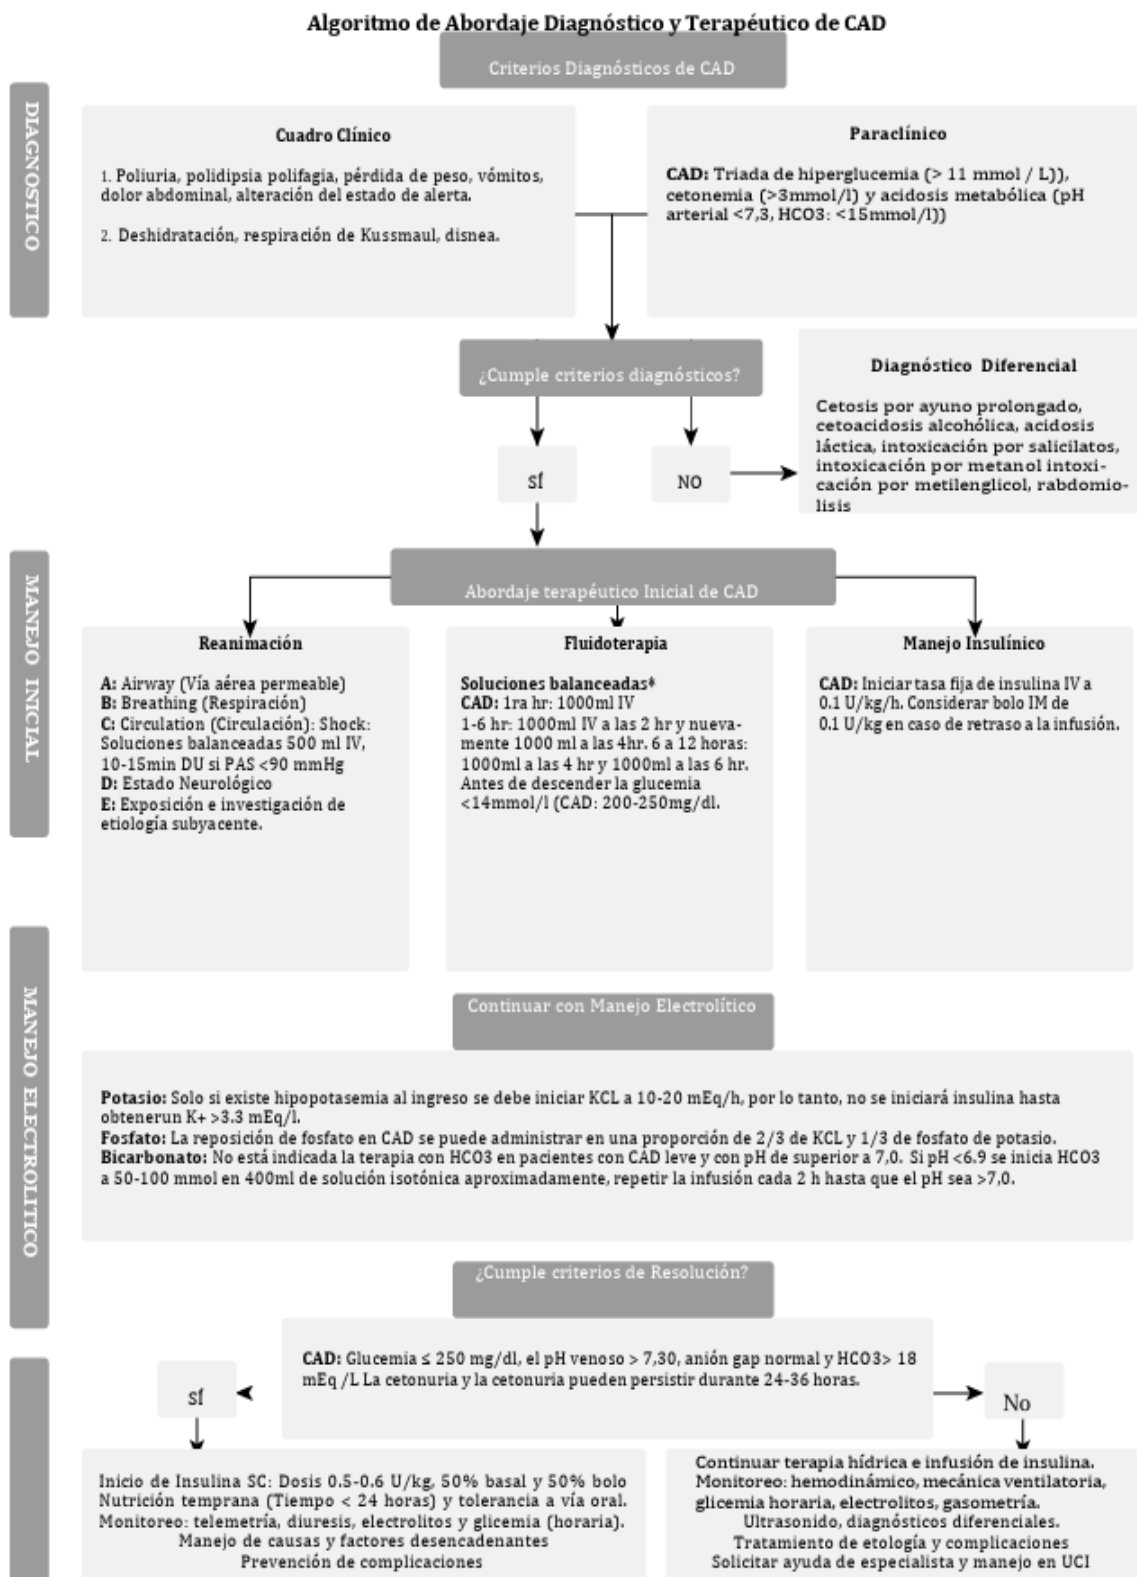 Algoritmo de Abordaje Diagnóstico y Terapéutico de CAD
Criterios Diagnósticos de CAD
DIAGNOSTICO
Cuadro Clínico
1. Poliuria, polidipsia polifagia, pérdida de peso, vómitos,
dolor abdominal, alteración del estado de alerta.
2. Deshidratación, respiración de Kussmaul, disnea.
Paraclínico
CAD: Triada de hiperglucemia (> 11 mmol / L)),
cetonemia (>3mmol/l) y acidosis metabólica (pH
arterial <7,3, HCO3: <15mmol/l))
¿Cumple criterios diagnósticos?
SÍ
NO
Diagnóstico Diferencial
Cetosis por ayuno prolongado,
cetoacidosis alcohólica, acidosis
láctica, intoxicación por salicilatos,
intoxicación por metanol intoxi-
cación por metilenglicol, rabdomio-
lisis
MANEJO INICIAL
Abordaje terapéutico Inicial de CAD
Reanimación
A: Airway (Vía aérea permeable)
B: Breathing (Respiración)
C: Circulation (Circulación): Shock:
Soluciones balanceadas 500 ml IV,
10-15min DU si PAS <90 mmHg
D: Estado Neurológico
E: Exposición e investigación de
etiología subyacente.
Fluidoterapia
Soluciones balanceadas*
CAD: 1ra hr: 1000ml IV
1-6 hr: 1000ml IV a las 2 hr y nueva-
mente 1000 ml a las 4hr. 6 a 12 horas:
1000ml a las 4 hr y 1000ml a las 6 hr.
Antes de descender la glucemia
<14mmol/l (CAD: 200-250mg/dl.
Manejo Insulínico
CAD: Iniciar tasa fija de insulina IV a
0.1 U/kg/h. Considerar bolo IM de
0.1 U/kg en caso de retraso a la infusión.
MANEJO ELECTROLITICO
Continuar con Manejo Electrolítico
Potasio: Solo si existe hipopotasemia al ingreso se debe iniciar KCL a 10-20 mEq/h, por lo tanto, no se iniciará insulina hasta
obtenerun K+ >3.3 mEq/l.
Fosfato: La reposición de fosfato en CAD se puede administrar en una proporción de 2/3 de KCL y 1/3 de fosfato de potasio.
Bicarbonato: No está indicada la terapia con HCO3 en pacientes con CAD leve y con pH de superior a 7,0. Si pH <6.9 se inicia HCO3
a 50-100 mmol en 400ml de solución isotónica aproximadamente, repetir la infusión cada 2 h hasta que el pH sea >7,0.
¿Cumple criterios de Resolución?
CAD: Glucemia ≤ 250 mg/dl, el pH venoso > 7,30, anión gap normal y HCO3> 18
mEq /L La cetonuria y la cetonuria pueden persistir durante 24-36 horas.
SÍ
No
Inicio de Insulina SC: Dosis 0.5-0.6 U/kg, 50% basal y 50% bolo
Nutrición temprana (Tiempo < 24 horas) y tolerancia a vía oral.
Monitoreo: telemetría, diuresis, electrolitos y glicemia (horaria).
Manejo de causas y factores desencadenantes
Prevención de complicaciones
Continuar terapia hídrica e infusión de insulina.
Monitoreo: hemodinámico, mecánica ventilatoria,
glicemia horaria, electrolitos, gasometría.
Ultrasonido, diagnósticos diferenciales.
Tratamiento de etología y complicaciones
Solicitar ayuda de especialista y manejo en UCI